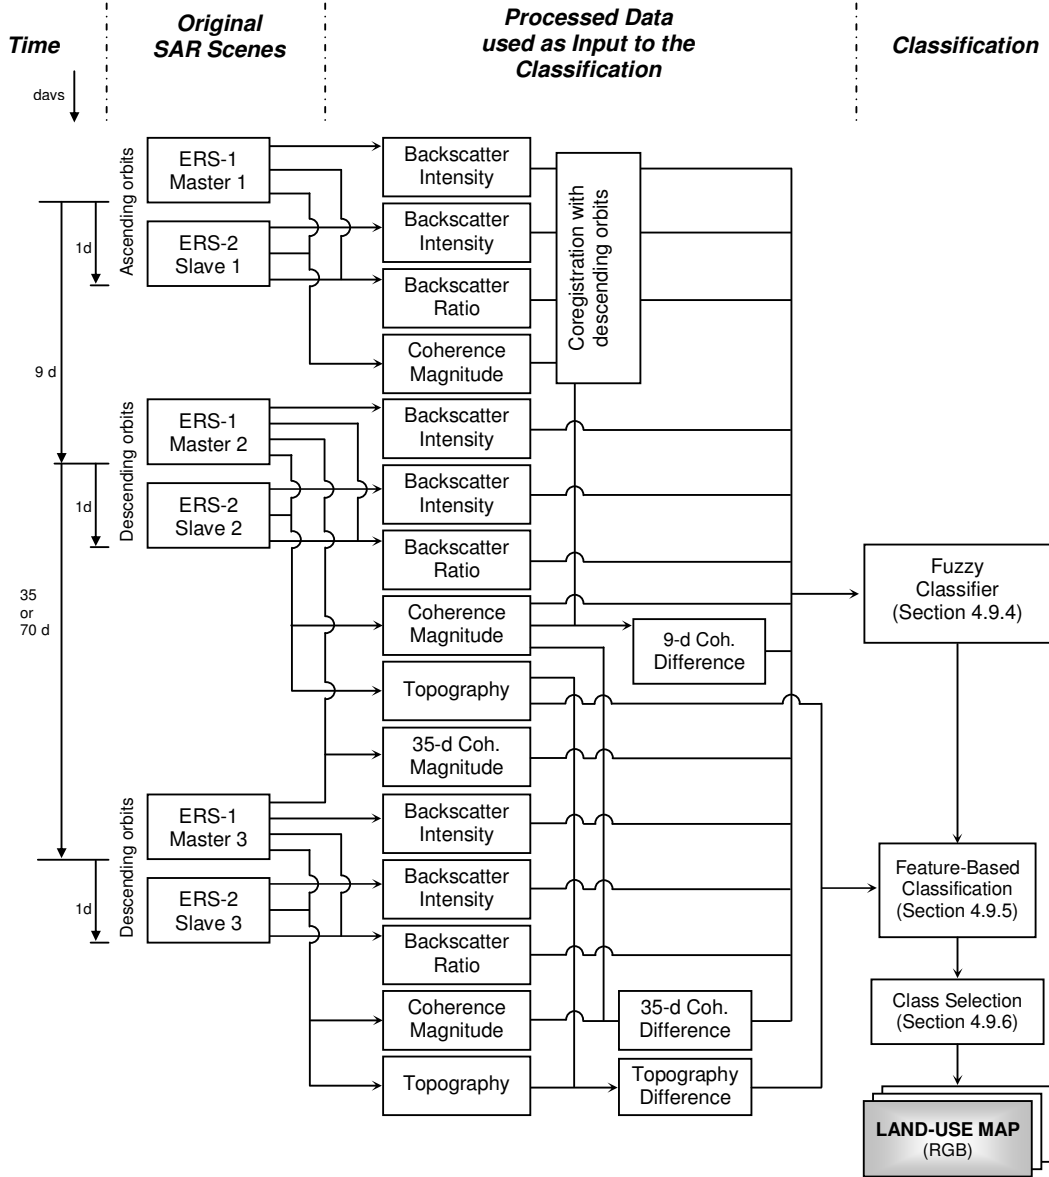 Time
Original
SAR Scenes
Processed Data
used as Input to the
Classification
Classification
davs
Ascending orbits
ERS-1
Master 1
1d
ERS-2
Slave 1
Backscatter
Intensity
Backscatter
Intensity
Backscatter
Ratio
Coherence
Magnitude
Coregistration with
descending orbits
9 d
Descending orbits
ERS-1
Master 2
1d
ERS-2
Slave 2
Backscatter
Intensity
Backscatter
Intensity
Backscatter
Ratio
Coherence
Magnitude
9-d Coh.
Difference
Topography
35-d Coh.
Magnitude
35
or
70 d
Descending orbits
ERS-1
Master 3
1d
ERS-2
Slave 3
Backscatter
Intensity
Backscatter
Intensity
Backscatter
Ratio
Coherence
Magnitude
35-d Coh.
Difference
Topography
Topography
Difference
Fuzzy
Classifier
(Section 4.9.4)
Feature-Based
Classification
(Section 4.9.5)
Class Selection
(Section 4.9.6)
LAND-USE MAP
(RGB)